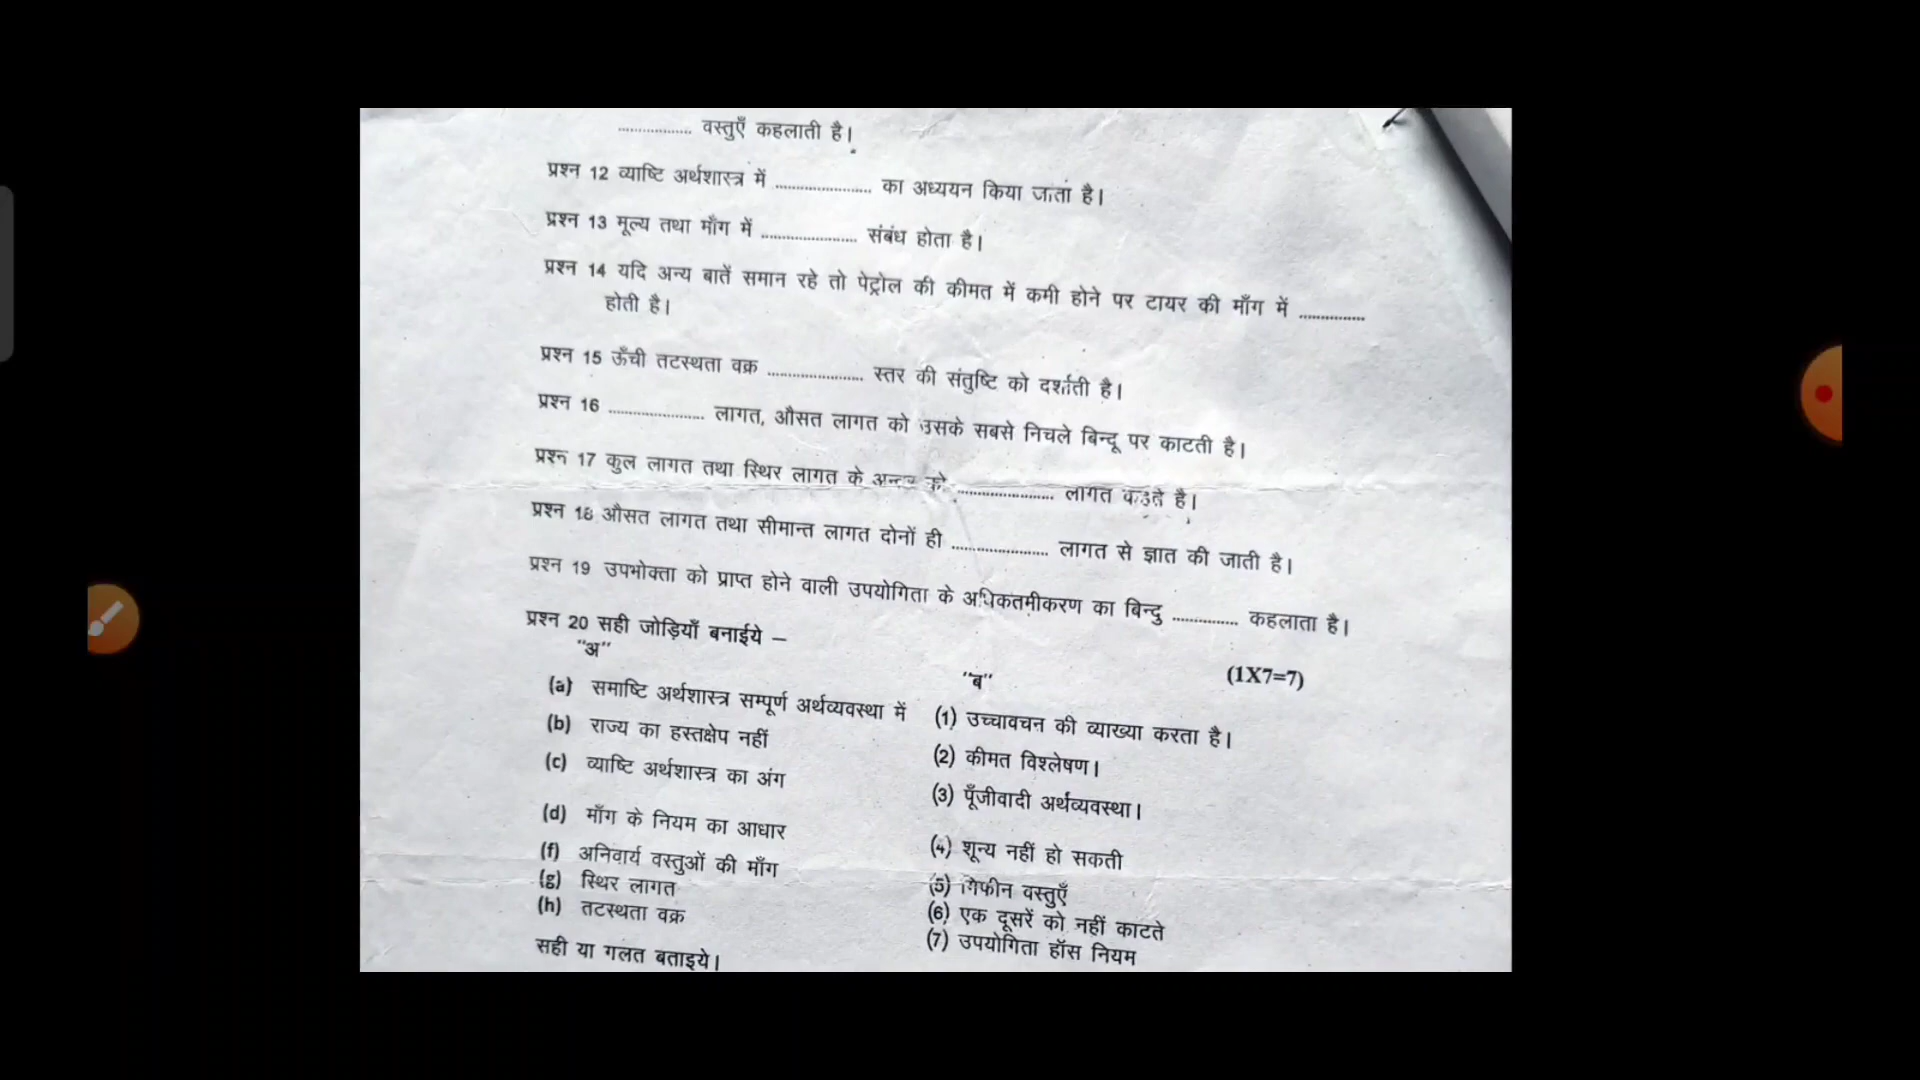 ................. वस्तुएँ कहलाती है।
प्रश्न 12 व्याष्टि अर्थशास्त्र में ....................... का अध्ययन किया जाता है।
प्रश्न 13 मूल्य तथा माँग में ....................... संबंध होता है।
प्रश्न 14 यदि अन्य बातें समान रहे तो पेट्रोल की कीमत में कमी होने पर टायर की माँग में ...............
होती है।
प्रश्न 15 ऊँची तटस्थता वक्र ....................... स्तर की संतुष्टि को दर्शाती है।
प्रश्न 16 ....................... लागत, औसत लागत को उसके सबसे निचले बिन्दू पर काटती है।
प्रश्न 17 कुल लागत तथा स्थिर लागत के अन्तर को ....................... लागत कहते है।
प्रश्न 18 औसत लागत तथा सीमान्त लागत दोनों ही ....................... लागत से ज्ञात की जाती है।
प्रश्न 19 उपभोक्ता को प्राप्त होने वाली उपयोगिता के अधिकतमीकरण का बिन्दु ............... कहलाता है।
प्रश्न 20 सही जोड़ियाँ बनाईये – (1X7=7)
"अ" "ब"
(a) समाष्टि अर्थशास्त्र सम्पूर्ण अर्थव्यवस्था में (1) उच्चावचन की व्याख्या करता है।
(b) राज्य का हस्तक्षेप नहीं (2) कीमत विश्लेषण।
(c) व्याष्टि अर्थशास्त्र का अंग (3) पूँजीवादी अर्थव्यवस्था।
(d) माँग के नियम का आधार (4) शून्य नहीं हो सकती
(f) अनिवार्य वस्तुओं की माँग (5) गिफीन वस्तुएँ
(g) स्थिर लागत (6) एक दूसरें को नहीं काटते
(h) तटस्थता वक्र (7) उपयोगिता हॉस नियम
सही या गलत बताइये।